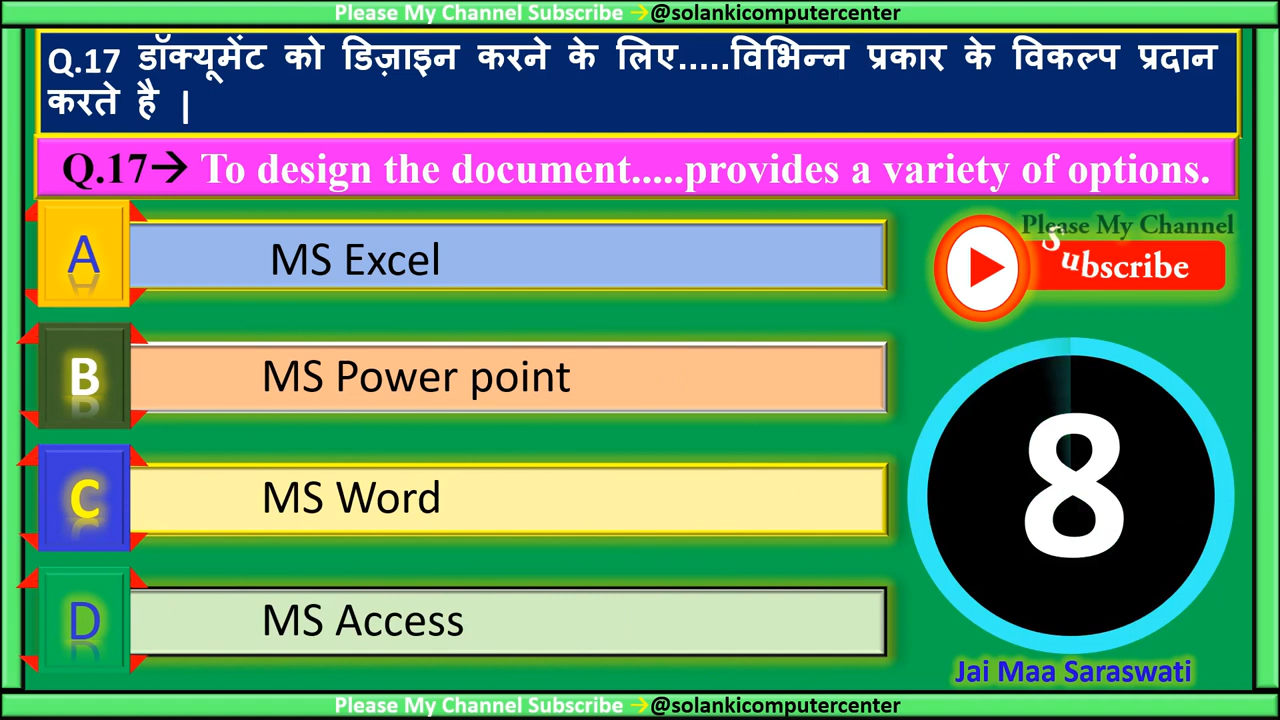 Please My Channel Subscribe →@solankicomputercenter
Q.17 डॉक्यूमेंट को डिज़ाइन करने के लिए.....विभिन्न प्रकार के विकल्प प्रदान
करते है |
Q.17→ To design the document.....provides a variety of options.
A MS Excel
Please My Channel
Subscribe
B MS Power point
8
C MS Word
D MS Access
Jai Maa Saraswati
Please My Channel Subscribe →@solankicomputercenter